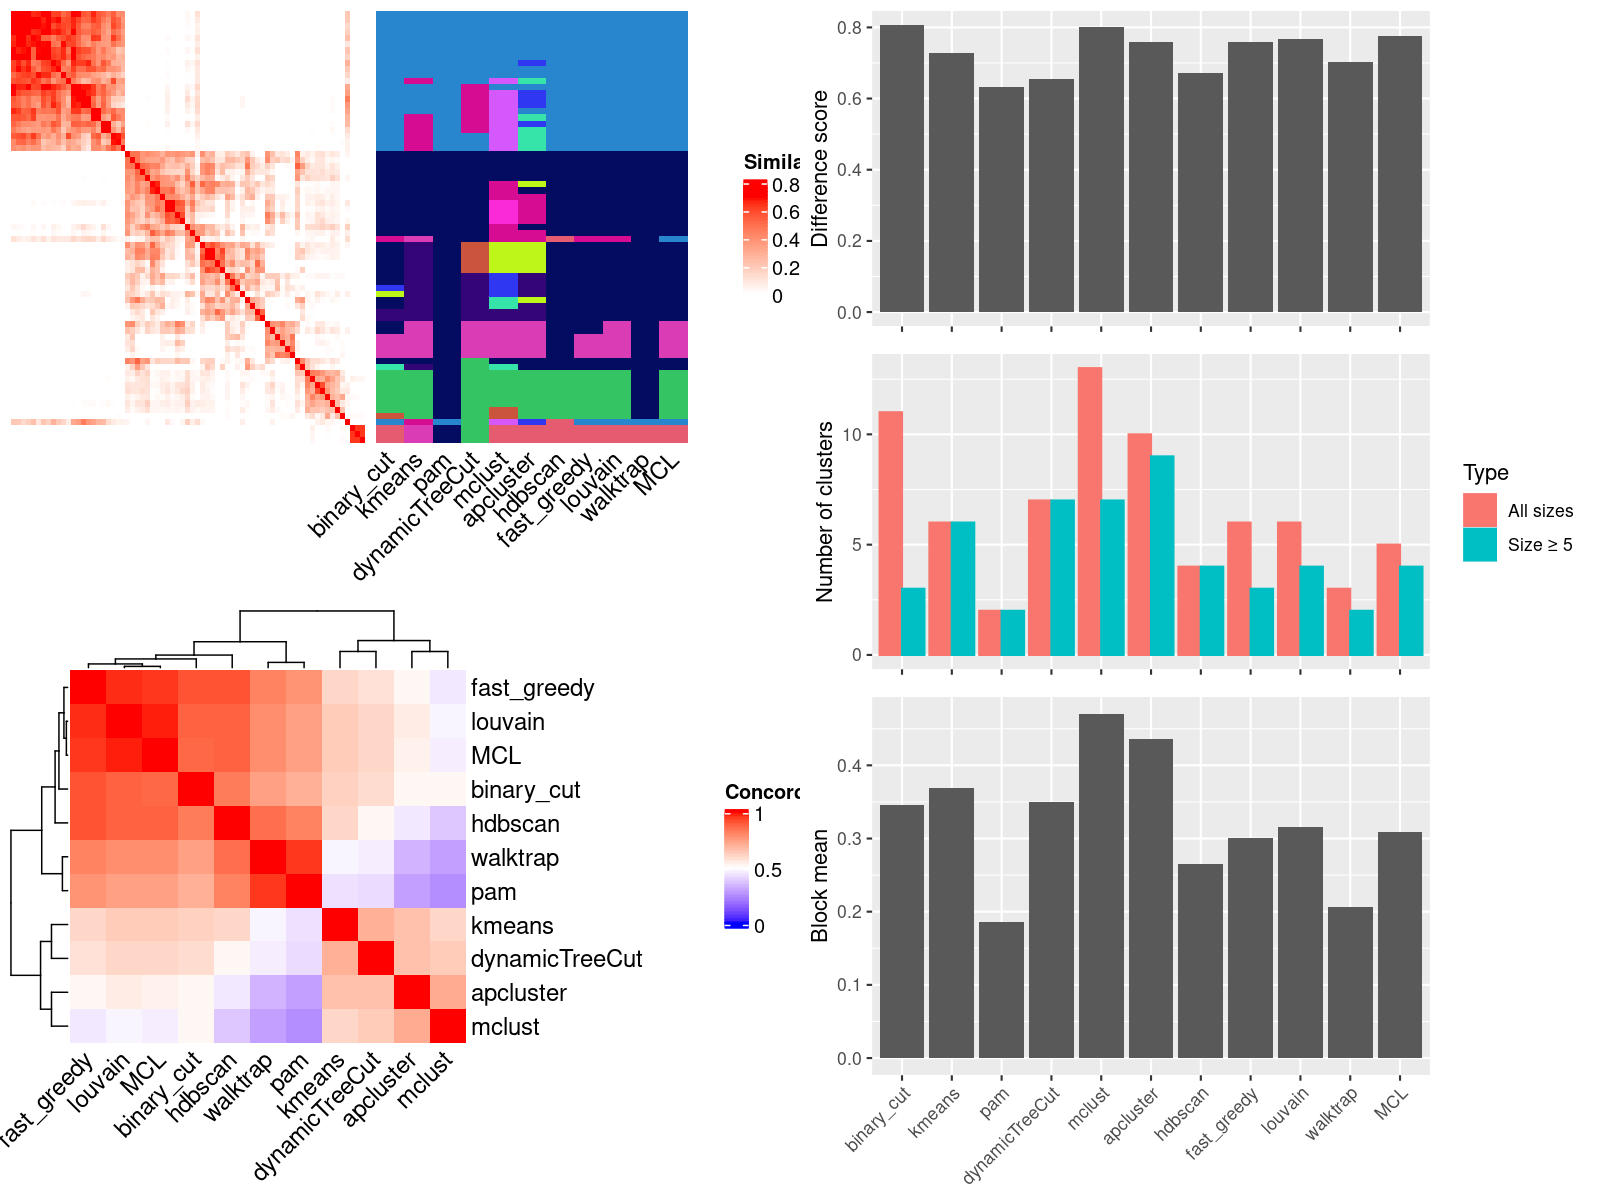 Simila
0.8
0.6
0.4
0.2
0
binary_cut
kmeans
pam
dynamicTreeCut
mclust
apcluster
hdbscan
fast_greedy
louvain
walktrap
MCL
fast_greedy
louvain
MCL
binary_cut
hdbscan
walktrap
pam
kmeans
dynamicTreeCut
apcluster
mclust
fast_greedy
louvain
MCL
binary_cut
hdbscan
walktrap
pam
kmeans
dynamicTreeCut
apcluster
mclust
Concord
1
0.5
0
Difference score
0.8
0.6
0.4
0.2
0.0
Number of clusters
10
5
0
Type
All sizes
Size ≥ 5
Block mean
0.4
0.3
0.2
0.1
0.0
binary_cut
kmeans
pam
dynamicTreeCut
mclust
apcluster
hdbscan
fast_greedy
louvain
walktrap
MCL